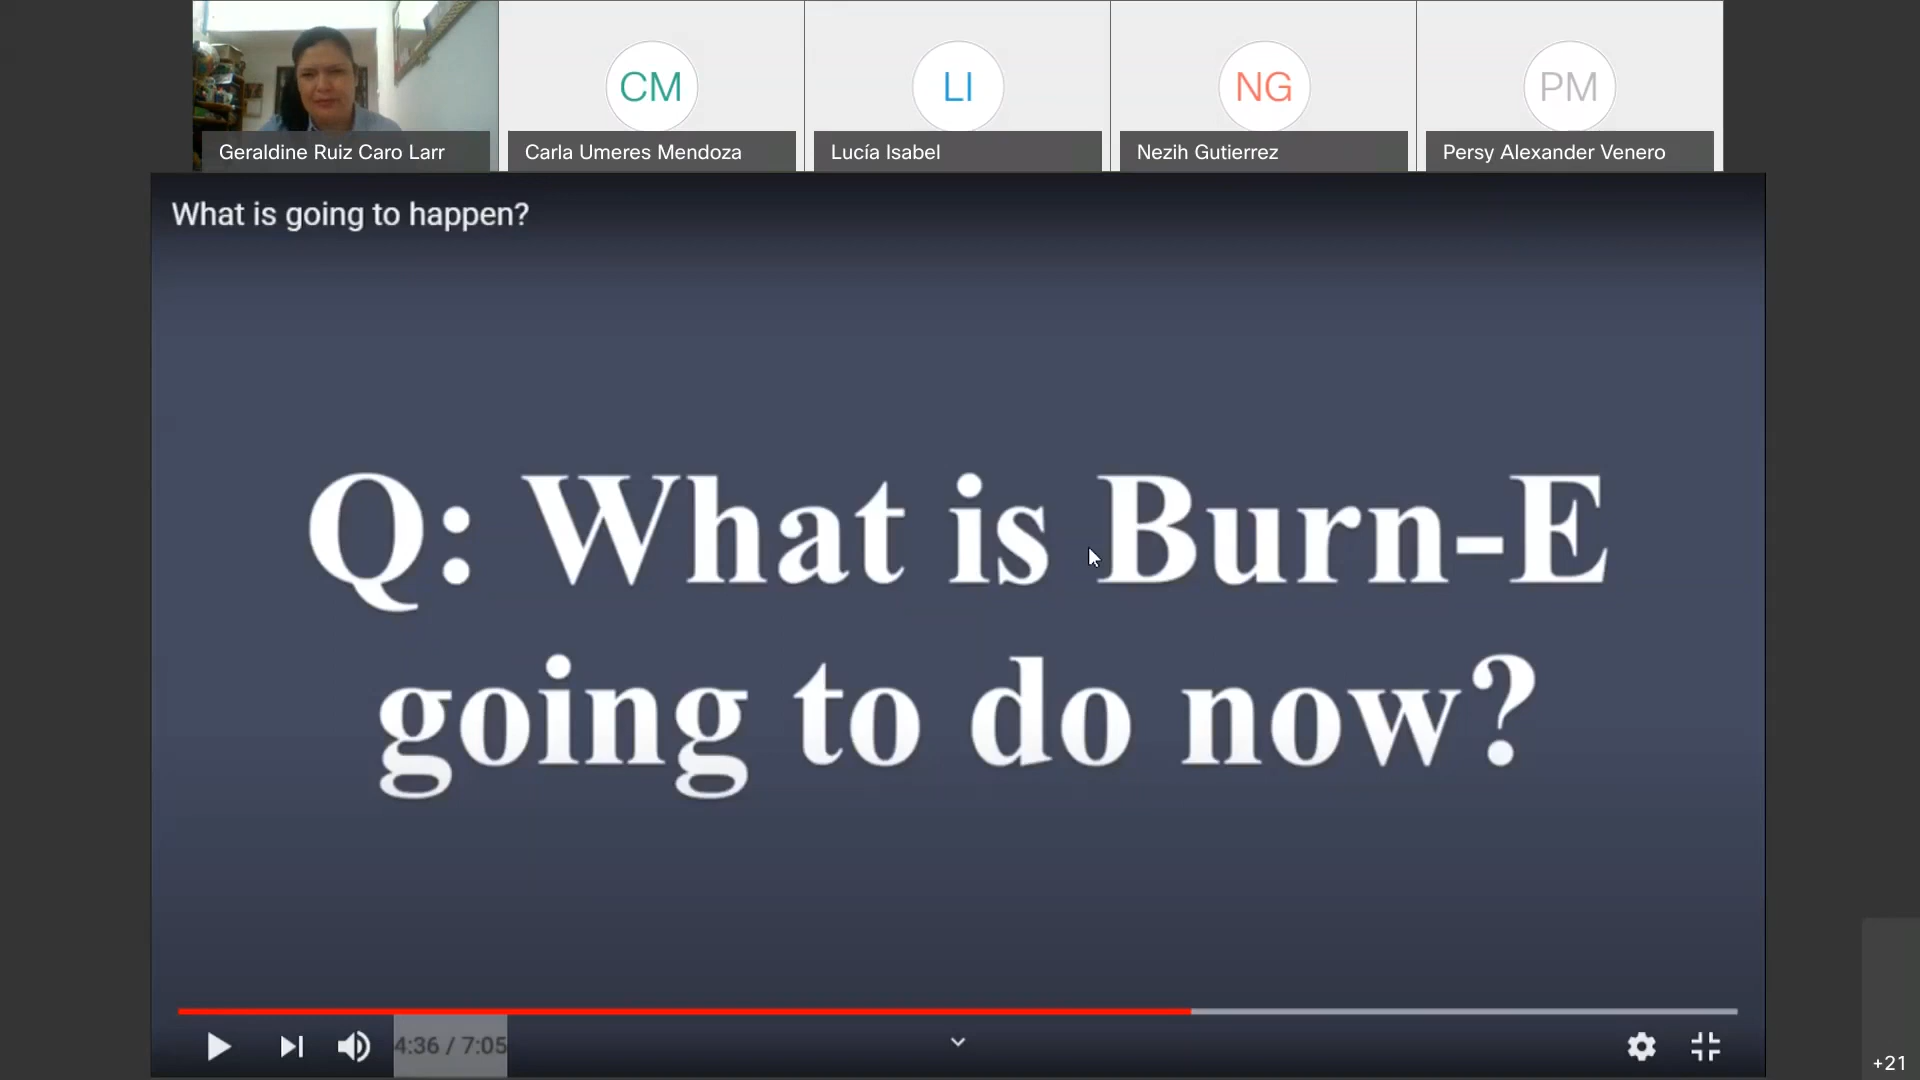 CM
LI
NG
PM
Geraldine Ruiz Caro Larr
Carla Umeres Mendoza
Lucía Isabel
Nezih Gutierrez
Persy Alexander Venero
What is going to happen?
Q: What is Burn-E
going to do now?
4:36 / 7:05
+21